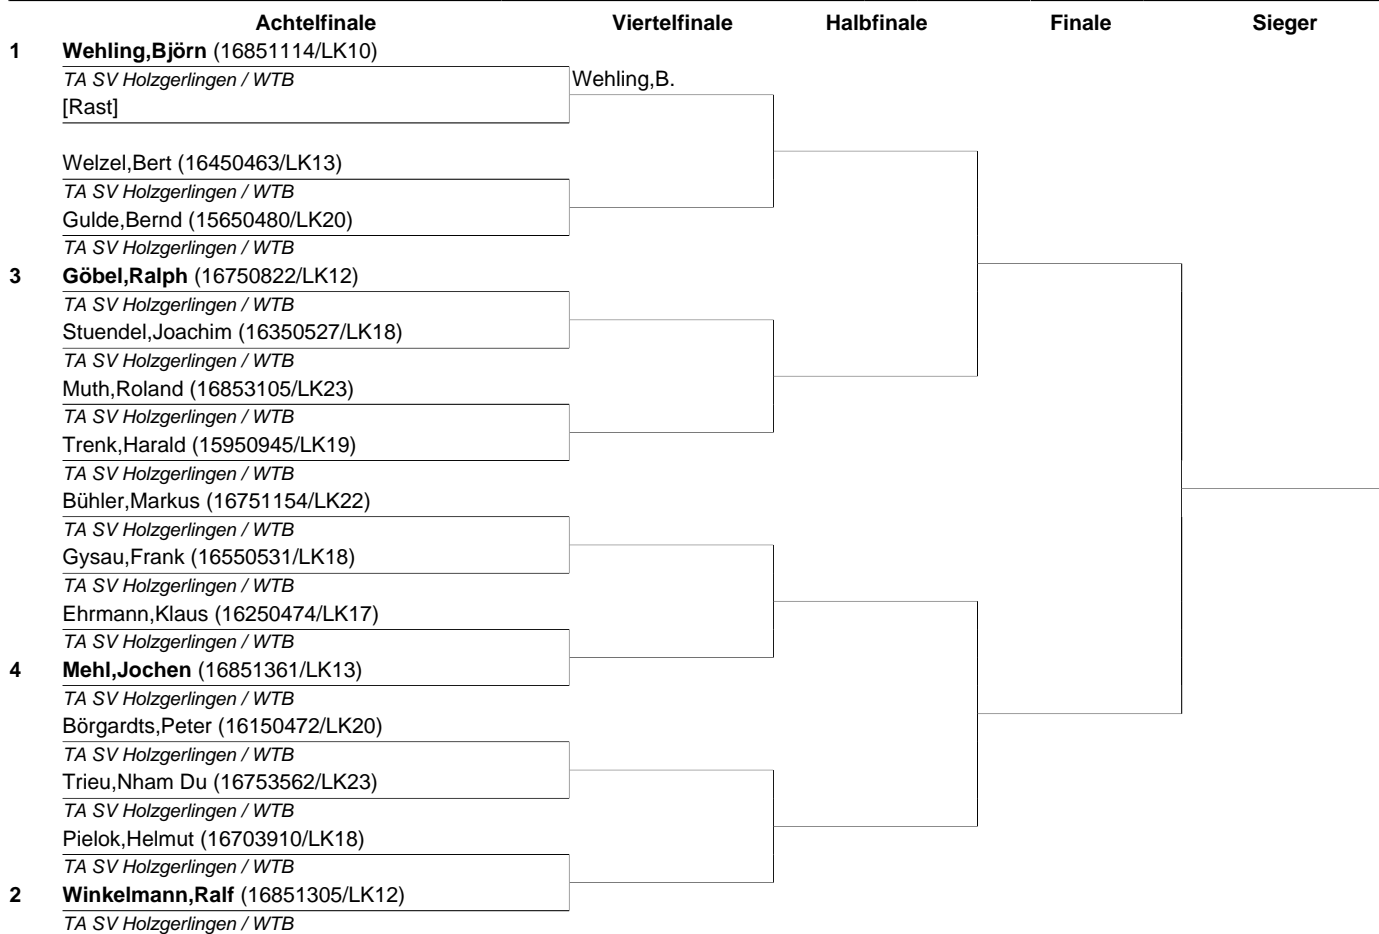 Achtelfinale Viertelfinale Halbfinale Finale Sieger
1 Wehling,Björn (16851114/LK10)
TA SV Holzgerlingen / WTB Wehling,B.
[Rast]
Welzel,Bert (16450463/LK13)
TA SV Holzgerlingen / WTB
Gulde,Bernd (15650480/LK20)
TA SV Holzgerlingen / WTB
3 Göbel,Ralph (16750822/LK12)
TA SV Holzgerlingen / WTB
Stuendel,Joachim (16350527/LK18)
TA SV Holzgerlingen / WTB
Muth,Roland (16853105/LK23)
TA SV Holzgerlingen / WTB
Trenk,Harald (15950945/LK19)
TA SV Holzgerlingen / WTB
Bühler,Markus (16751154/LK22)
TA SV Holzgerlingen / WTB
Gysau,Frank (16550531/LK18)
TA SV Holzgerlingen / WTB
Ehrmann,Klaus (16250474/LK17)
TA SV Holzgerlingen / WTB
4 Mehl,Jochen (16851361/LK13)
TA SV Holzgerlingen / WTB
Börgardts,Peter (16150472/LK20)
TA SV Holzgerlingen / WTB
Trieu,Nham Du (16753562/LK23)
TA SV Holzgerlingen / WTB
Pielok,Helmut (16703910/LK18)
TA SV Holzgerlingen / WTB
2 Winkelmann,Ralf (16851305/LK12)
TA SV Holzgerlingen / WTB